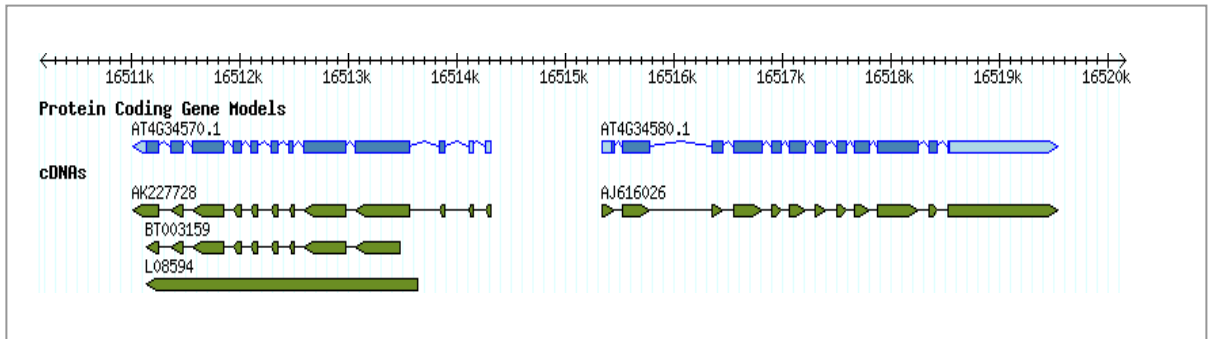 16511k 16512k 16513k 16514k 16515k 16516k 16517k 16518k 16519k 16520k
Protein Coding Gene Models
AT4G34570.1 AT4G34580.1
cDNAs
AK227728 AJ616026
BT003159
L08594